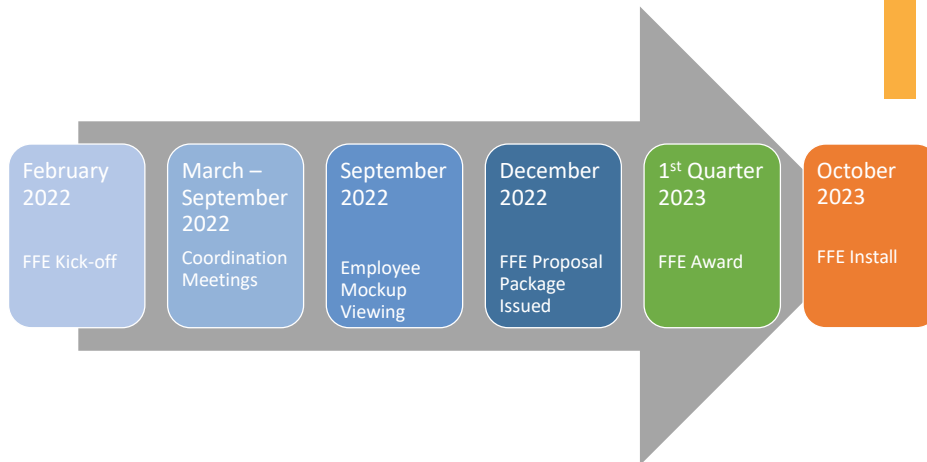 February
2022
FFE Kick-off
March –
September
2022
Coordination
Meetings
September
2022
Employee
Mockup
Viewing
December
2022
FFE Proposal
Package
Issued
1st Quarter
2023
FFE Award
October
2023
FFE Install